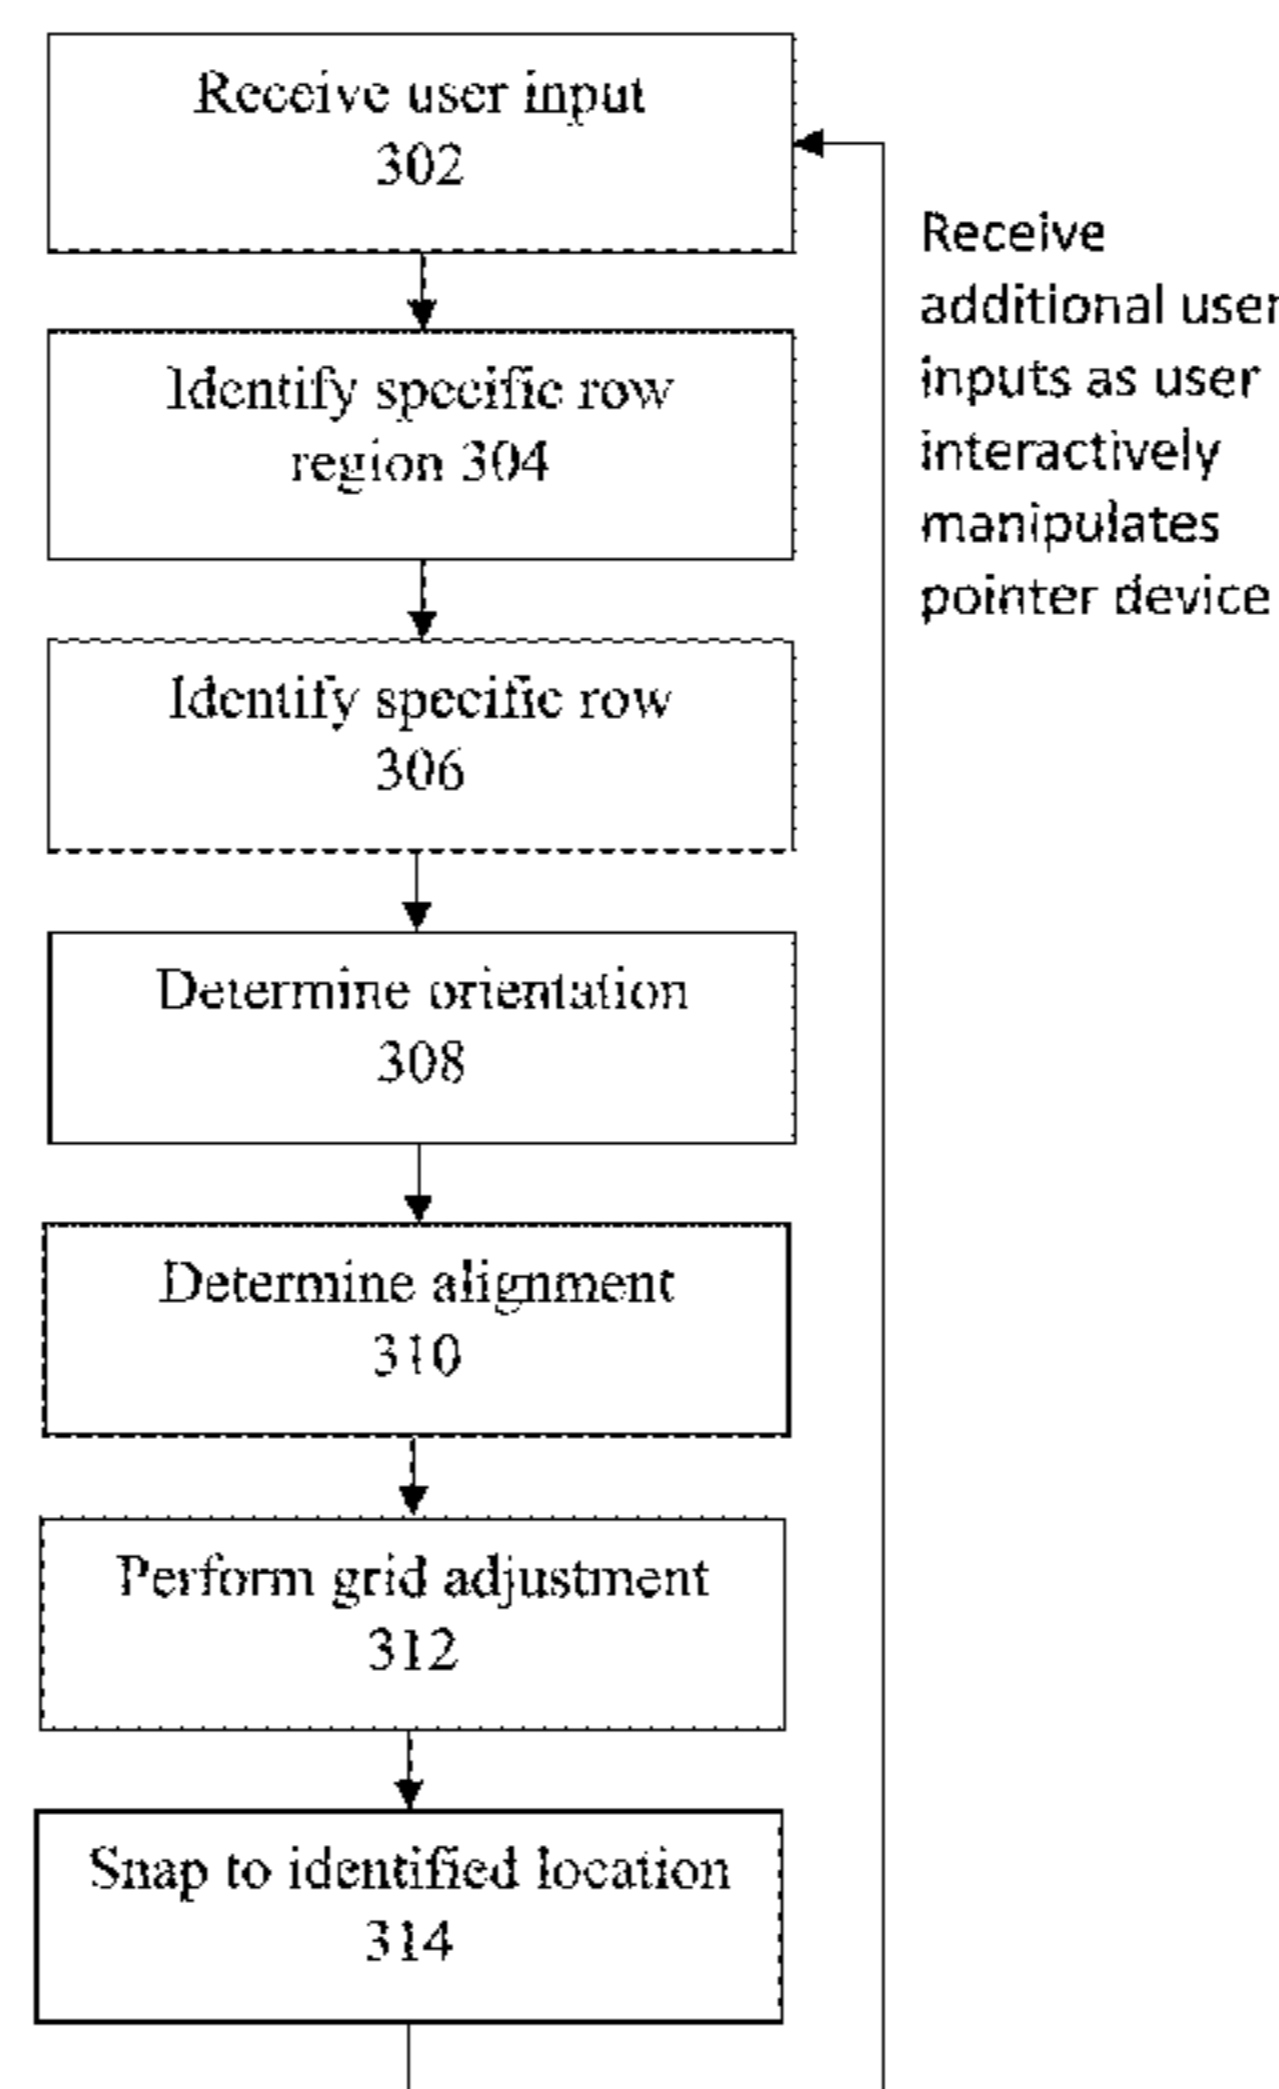 Receive user input
302
Identify specific row
region 304
Identify specific row
306
Determine orientation
308
Determine alignment
310
Perform grid adjustment
312
Snap to identified location
314
Receive
additional user
inputs as user
interactively
manipulates
pointer device